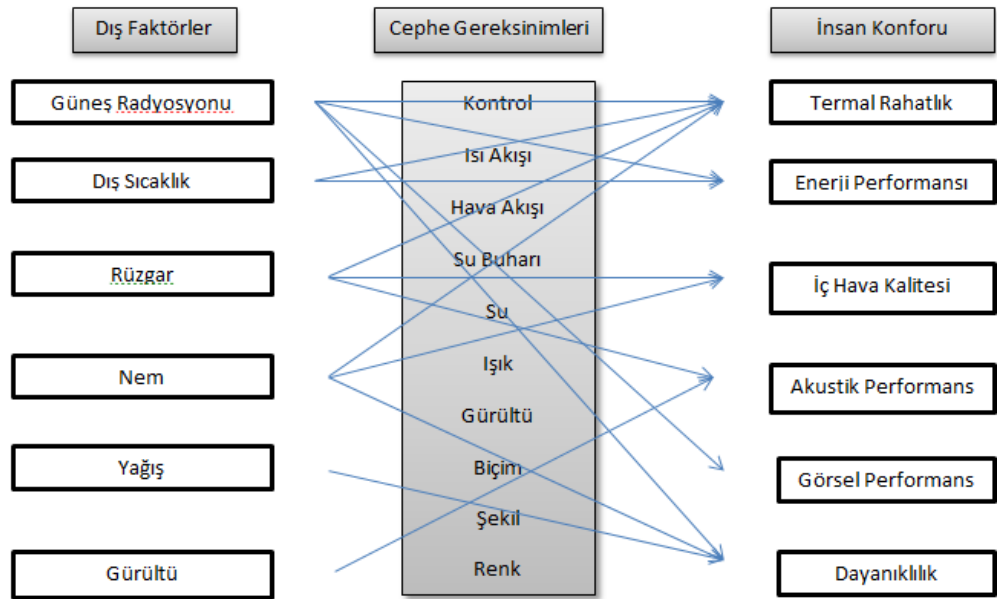 Dış Faktörler
Cephe Gereksinimleri
İnsan Konforu
Güneş Radyosyonu
Dış Sıcaklık
Rüzgar
Nem
Yağış
Gürültü
Kontrol
Isı Akışı
Hava Akışı
Su Buharı
Su
Işık
Gürültü
Biçim
Şekil
Renk
Termal Rahatlık
Enerji Performansı
İç Hava Kalitesi
Akustik Performans
Görsel Performans
Dayanıklılık